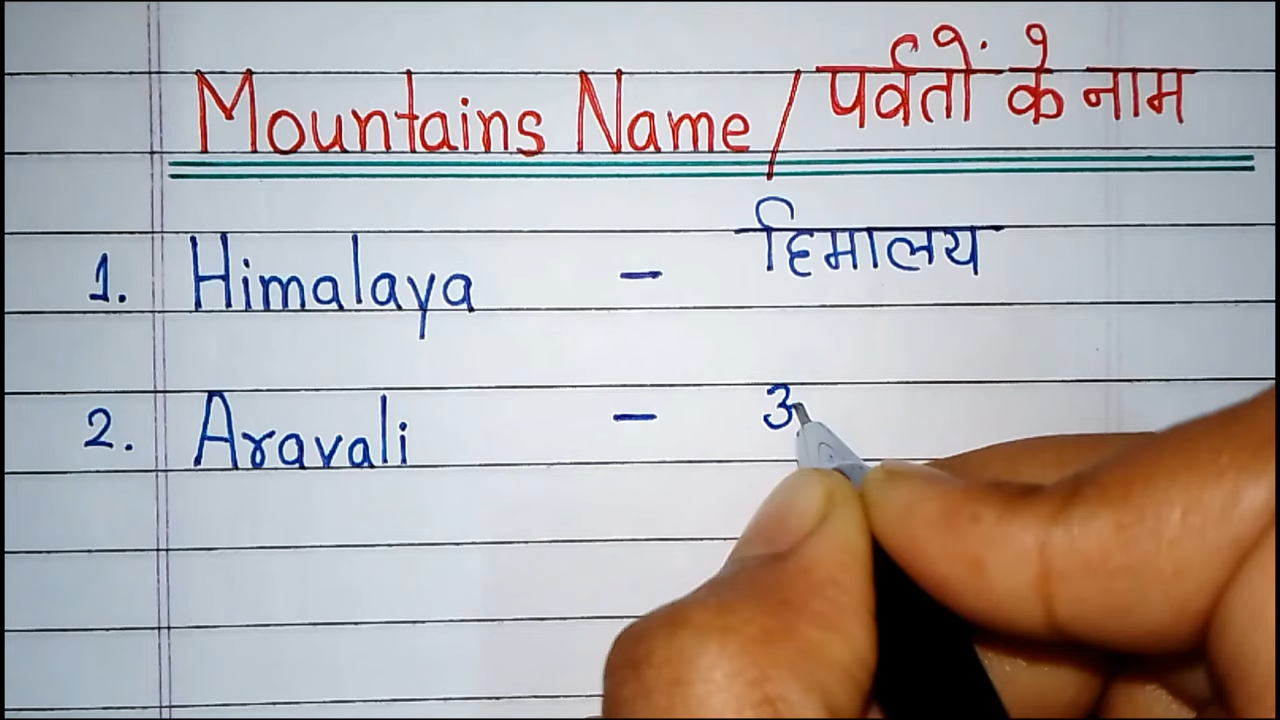 Mountains Name / पर्वतों के नाम
1. Himalaya - हिमालय
2. Aravali -